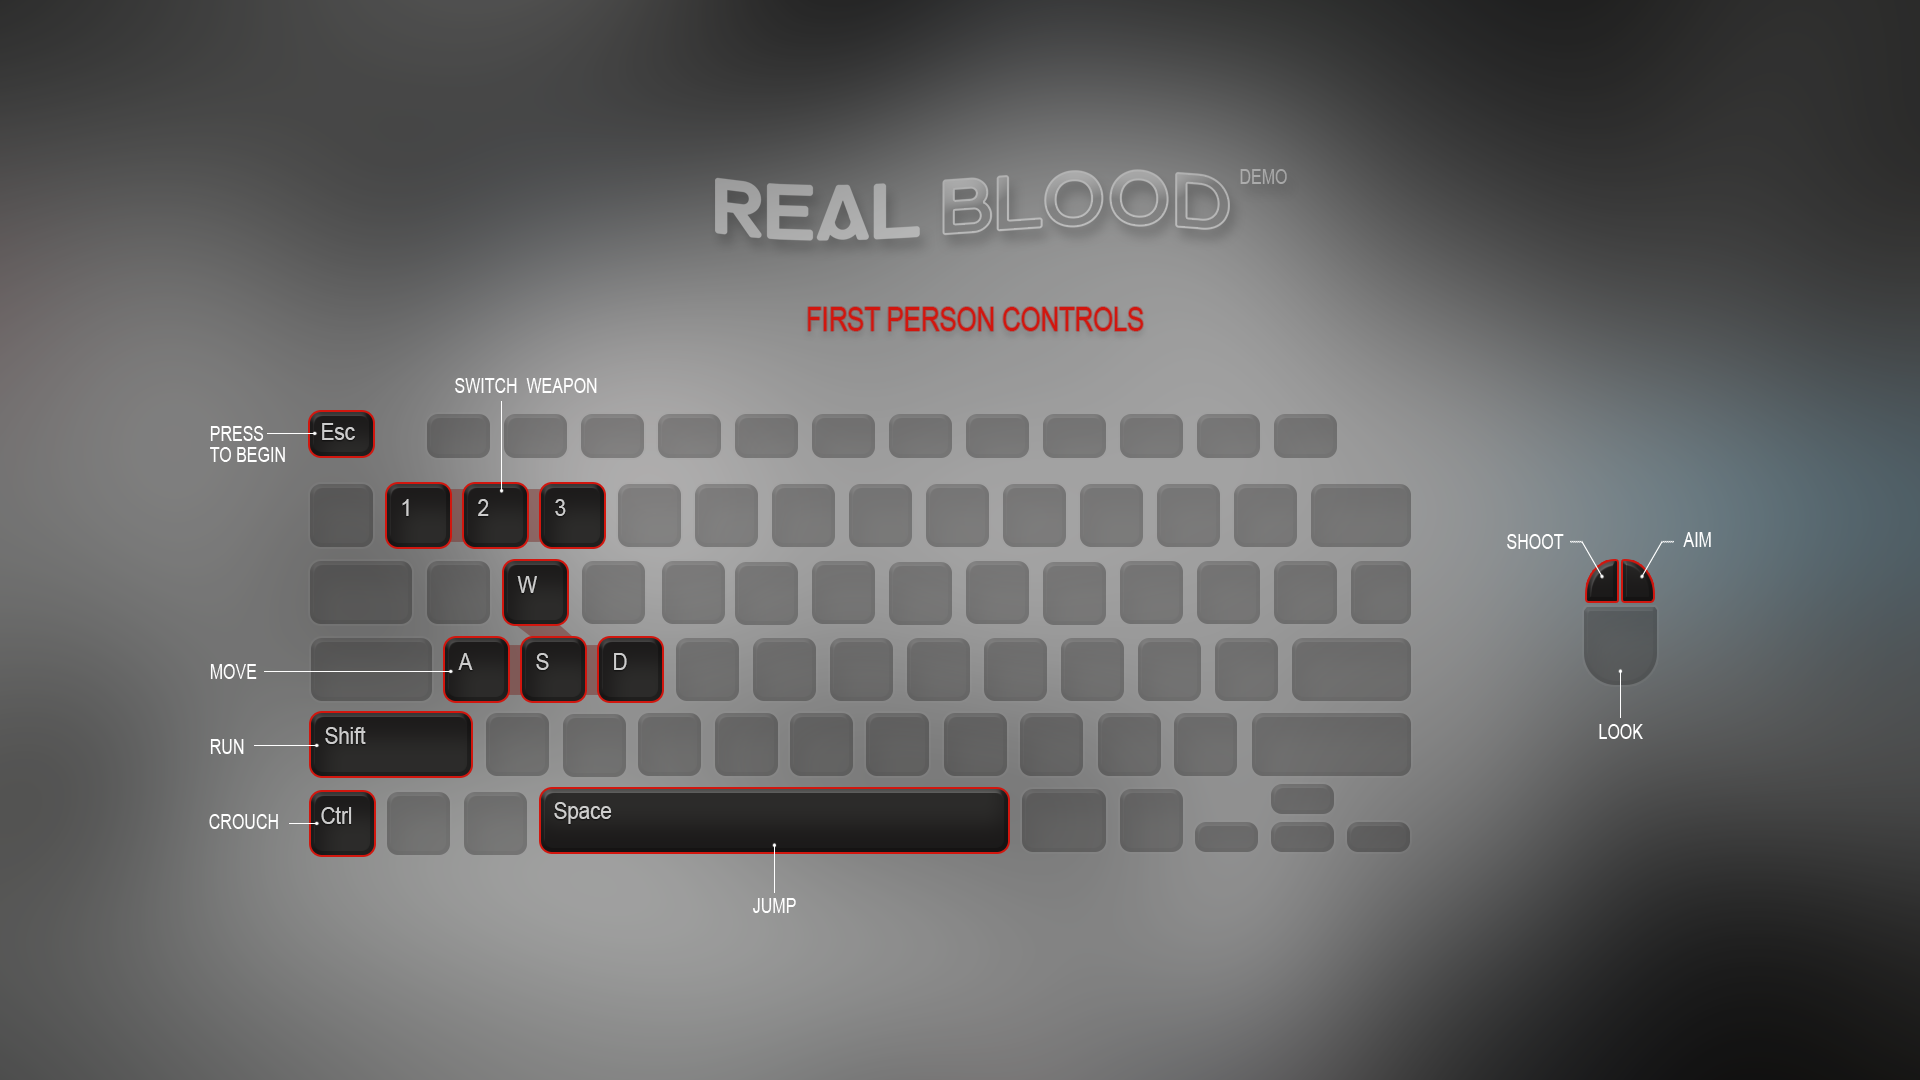 REAL BLOOD DEMO
FIRST PERSON CONTROLS
SWITCH WEAPON
PRESS
TO BEGIN
Esc
1 2 3
W
MOVE
A S D
RUN
Shift
CROUCH
Ctrl
Space
JUMP
SHOOT
AIM
LOOK